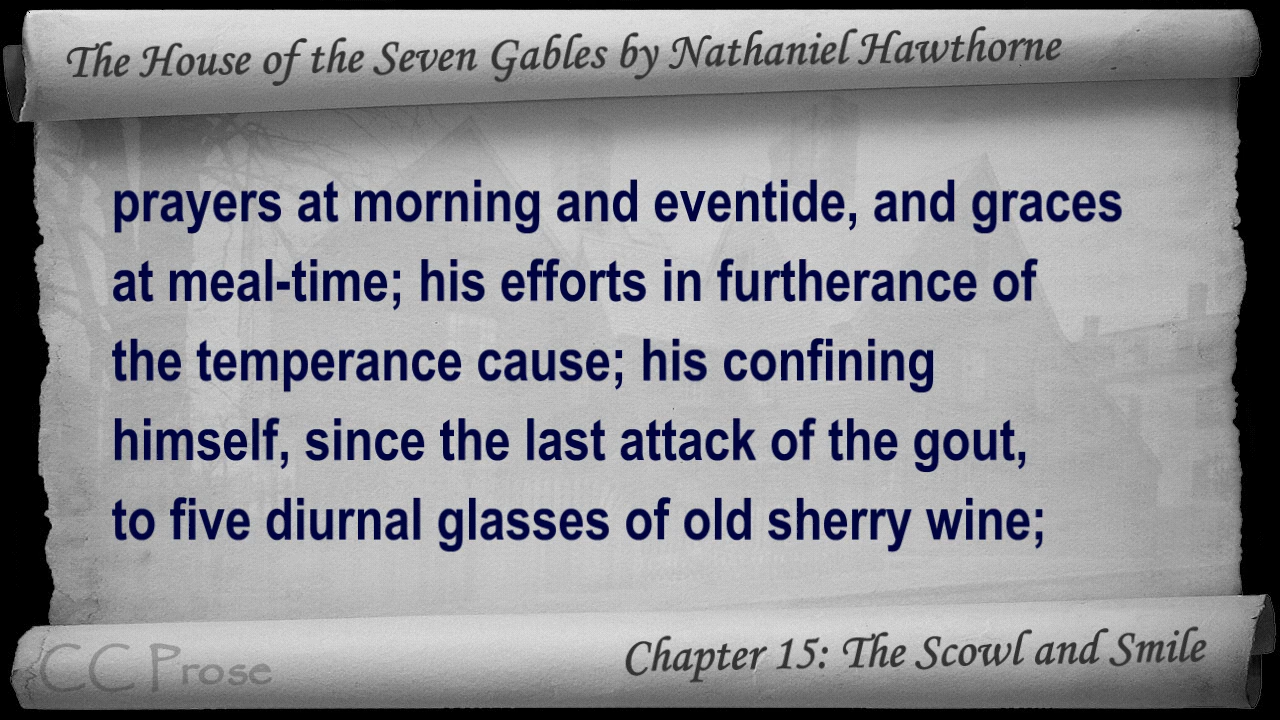 The House of the Seven Gables by Nathaniel Hawthorne
prayers at morning and eventide, and graces
at meal-time; his efforts in furtherance of
the temperance cause; his confining
himself, since the last attack of the gout,
to five diurnal glasses of old sherry wine;
CC Prose
Chapter 15: The Scowl and Smile